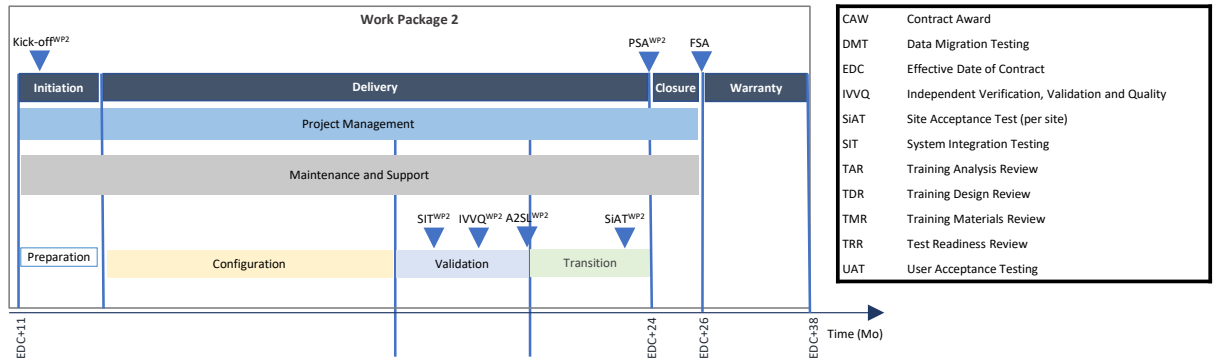 Work Package 2
Kick-offWP2
PSAWP2 FSA
Initiation Delivery Closure Warranty
Project Management
Maintenance and Support
SITWP2 IVVQWP2 A2SLWP2 SiATWP2
Preparation Configuration Validation Transition
EDC+11 EDC+24 EDC+26 EDC+38
Time (Mo)
CAW Contract Award
DMT Data Migration Testing
EDC Effective Date of Contract
IVVQ Independent Verification, Validation and Quality
SiAT Site Acceptance Test (per site)
SIT System Integration Testing
TAR Training Analysis Review
TDR Training Design Review
TMR Training Materials Review
TRR Test Readiness Review
UAT User Acceptance Testing